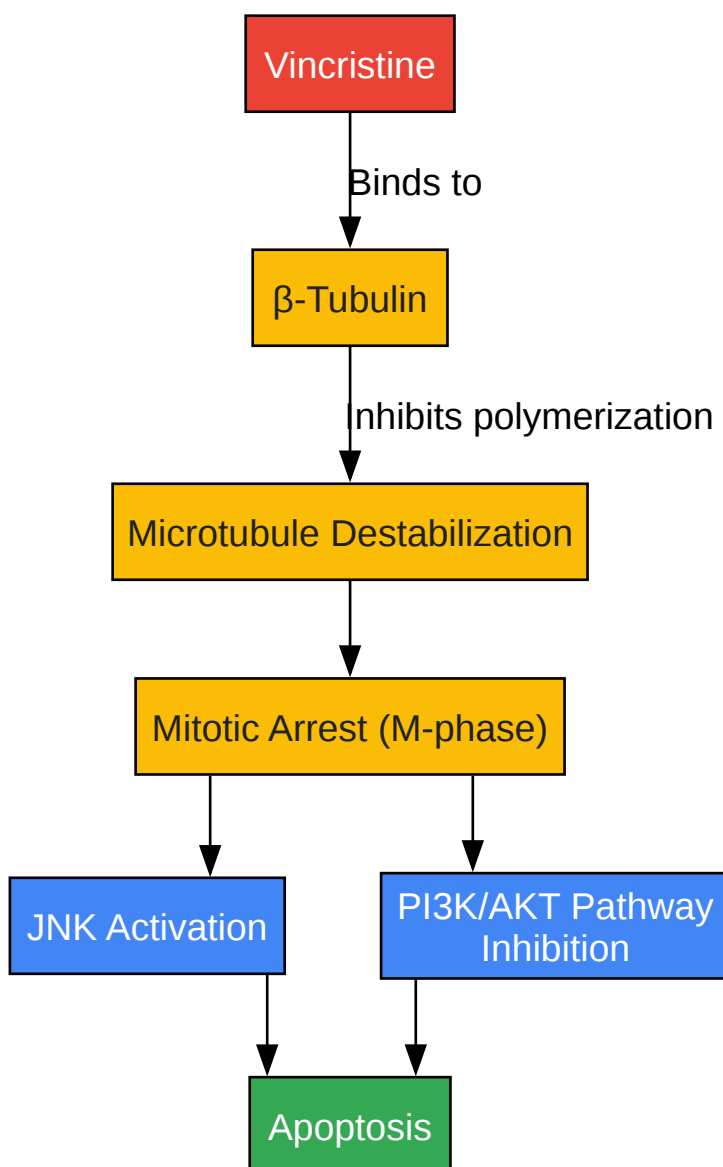 Vincristine
Binds to
β-Tubulin
Inhibits polymerization
Microtubule Destabilization
Mitotic Arrest (M-phase)
JNK Activation
PI3K/AKT Pathway
Inhibition
Apoptosis